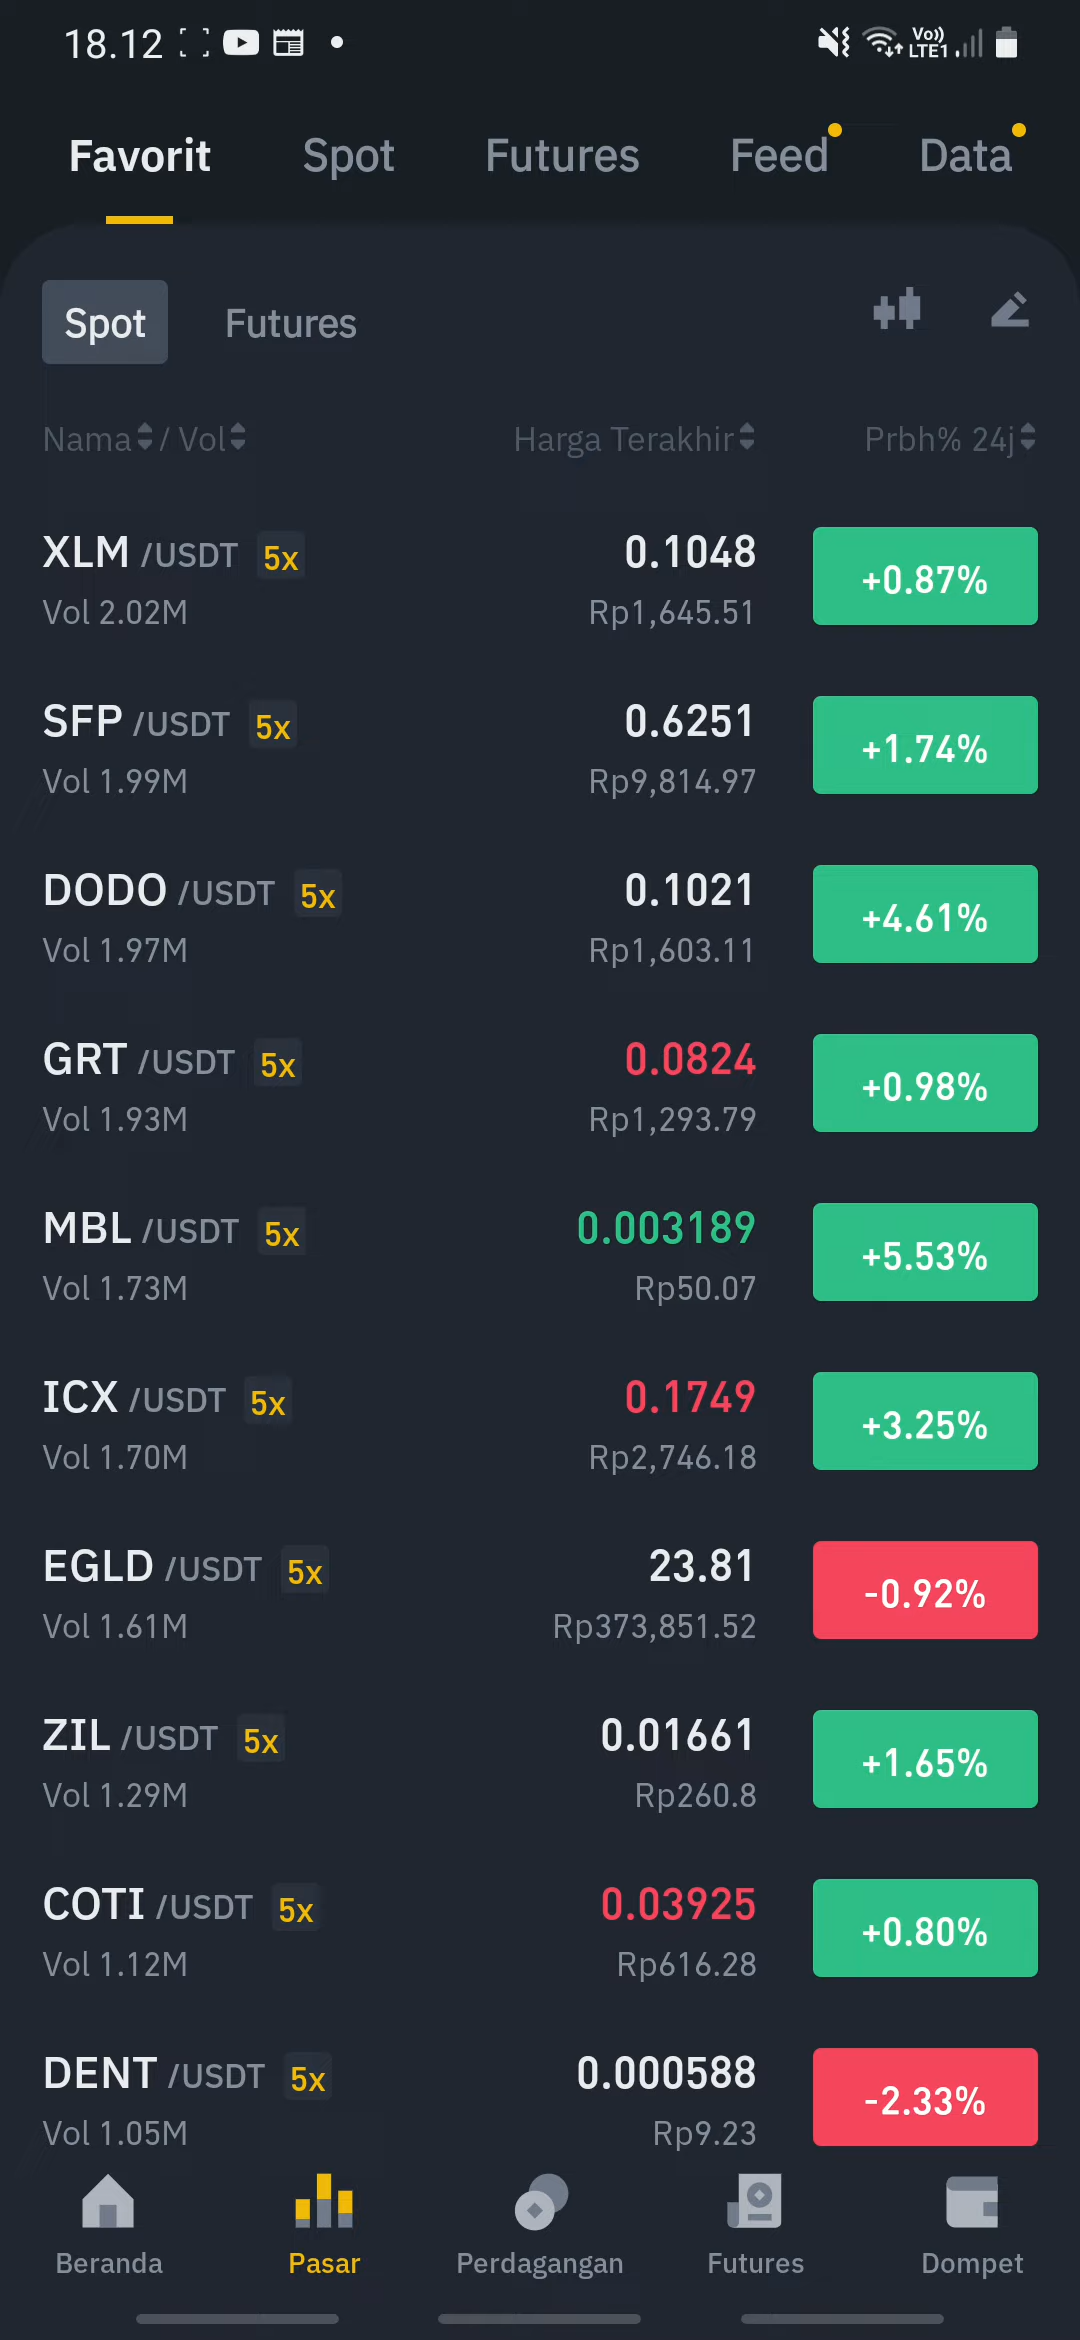 18.12 Vo)) LTE1
Favorit Spot Futures Feed Data
Spot Futures
Nama / Vol Harga Terakhir Prbh% 24j
XLM /USDT 5x 0.1048 +0.87%
Vol 2.02M Rp1,645.51
SFP /USDT 5x 0.6251 +1.74%
Vol 1.99M Rp9,814.97
DODO /USDT 5x 0.1021 +4.61%
Vol 1.97M Rp1,603.11
GRT /USDT 5x 0.0824 +0.98%
Vol 1.93M Rp1,293.79
MBL /USDT 5x 0.003189 +5.53%
Vol 1.73M Rp50.07
ICX /USDT 5x 0.1749 +3.25%
Vol 1.70M Rp2,746.18
EGLD /USDT 5x 23.81 -0.92%
Vol 1.61M Rp373,851.52
ZIL /USDT 5x 0.01661 +1.65%
Vol 1.29M Rp260.8
COTI /USDT 5x 0.03925 +0.80%
Vol 1.12M Rp616.28
DENT /USDT 5x 0.000588 -2.33%
Vol 1.05M Rp9.23
Beranda Pasar Perdagangan Futures Dompet